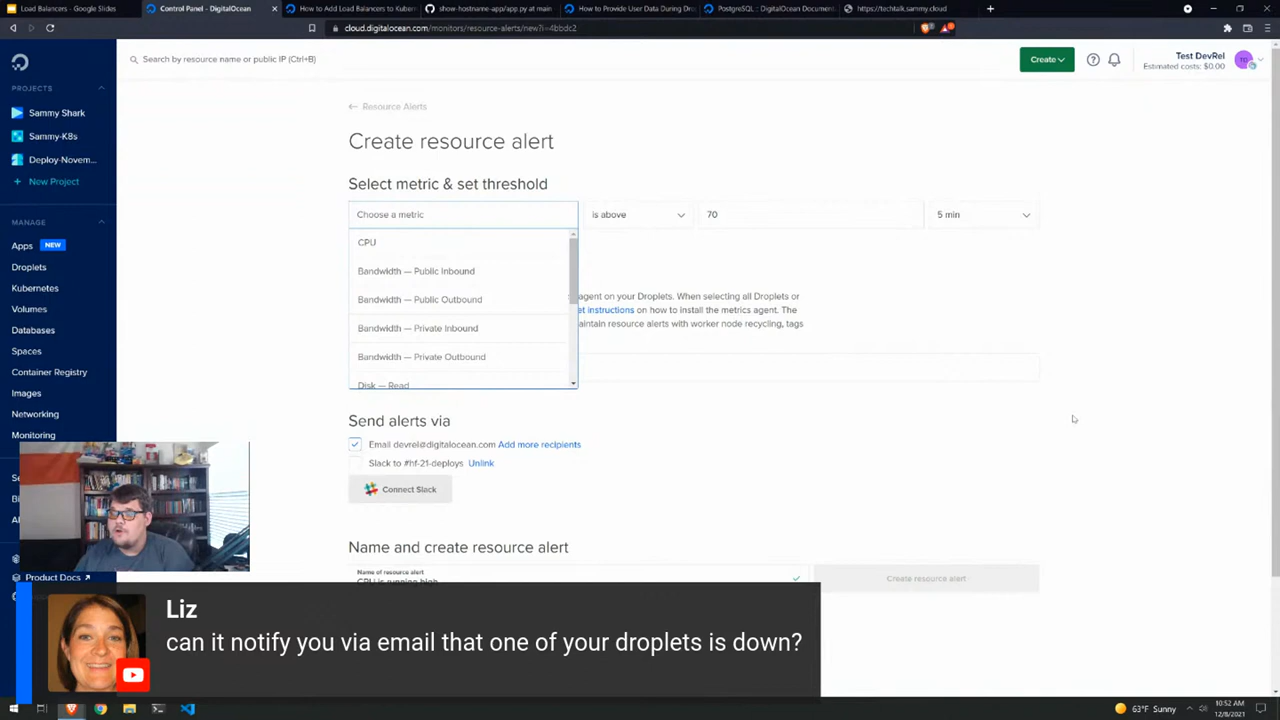 Load Balancers - Google Slides
Control Panel - DigitalOcean
How to Add Load Balancers to Kubern
show-hostname-app/app.py at main
How to Provide User Data During Dro
PostgreSQL :: DigitalOcean Document
https://techtalk.sammy.cloud
cloud.digitalocean.com/monitors/resource-alerts/new?i=4bbdc2
Search by resource name or public IP (Ctrl+B)
Create
Test DevRel
Estimated costs: $0.00
PROJECTS
Sammy Shark
Sammy-K8s
Deploy-Novem...
+ New Project
MANAGE
Apps NEW
Droplets
Kubernetes
Volumes
Databases
Spaces
Container Registry
Images
Networking
Monitoring
Product Docs
← Resource Alerts
Create resource alert
Select metric & set threshold
Choose a metric
is above
70
5 min
CPU
Bandwidth — Public Inbound
Bandwidth — Public Outbound
Bandwidth — Private Inbound
Bandwidth — Private Outbound
Disk — Read
agent on your Droplets. When selecting all Droplets or
et instructions on how to install the metrics agent. The
aintain resource alerts with worker node recycling, tags
Send alerts via
Email devrel@digitalocean.com Add more recipients
Slack to #hf-21-deploys Unlink
Connect Slack
Name and create resource alert
Name of resource alert
CPU is running high
Create resource alert
Liz
can it notify you via email that one of your droplets is down?
63°F Sunny
10:52 AM
12/8/2021